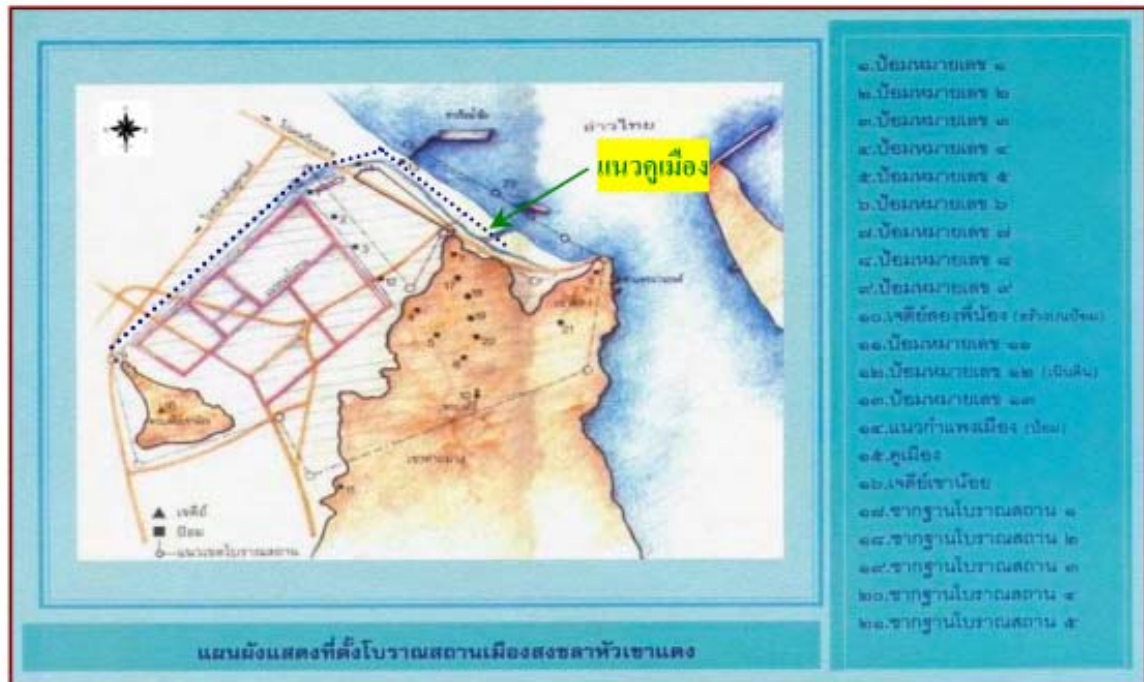 อ่าวไทย
แนวคูเมือง
เจดีย์
ป้อม
แนวเขตโบราณสถาน
แผนผังแสดงที่ตั้งโบราณสถานเมืองสงขลาหัวเขาแดง
๑.ป้อมหมายเลข ๑
๒.ป้อมหมายเลข ๒
๓.ป้อมหมายเลข ๓
๔.ป้อมหมายเลข ๔
๕.ป้อมหมายเลข ๕
๖.ป้อมหมายเลข ๖
๗.ป้อมหมายเลข ๗
๘.ป้อมหมายเลข ๘
๙.ป้อมหมายเลข ๙
๑๐.เจดีย์สองพี่น้อง (สร้างบนป้อม)
๑๑.ป้อมหมายเลข ๑๑
๑๒.ป้อมหมายเลข ๑๒ (เนินดิน)
๑๓.ป้อมหมายเลข ๑๓
๑๔.แนวกำแพงเมือง (ป้อม)
๑๕.คูเมือง
๑๖.เจดีย์เขาน้อย
๑๗.ซากฐานโบราณสถาน ๑
๑๘.ซากฐานโบราณสถาน ๒
๑๙.ซากฐานโบราณสถาน ๓
๒๐.ซากฐานโบราณสถาน ๔
๒๑.ซากฐานโบราณสถาน ๕